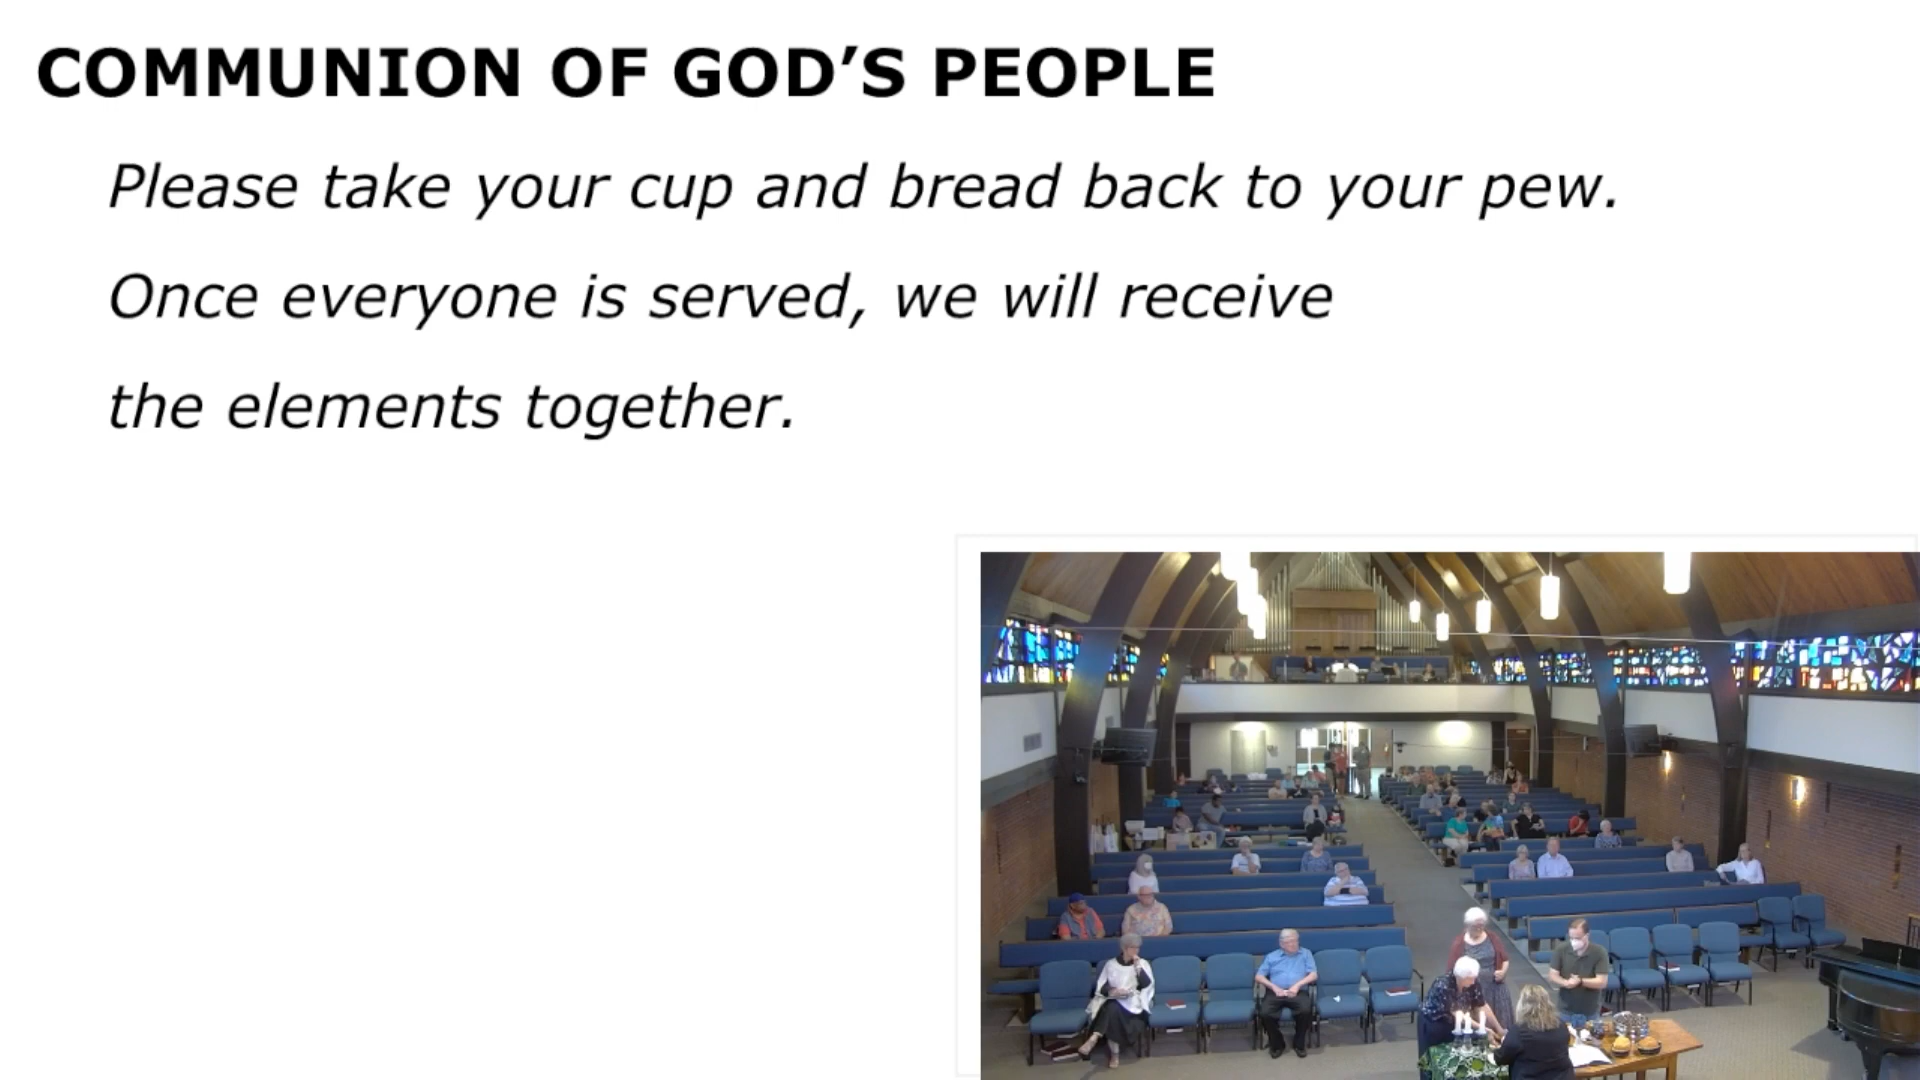 COMMUNION OF GOD’S PEOPLE
Please take your cup and bread back to your pew.
Once everyone is served, we will receive
the elements together.